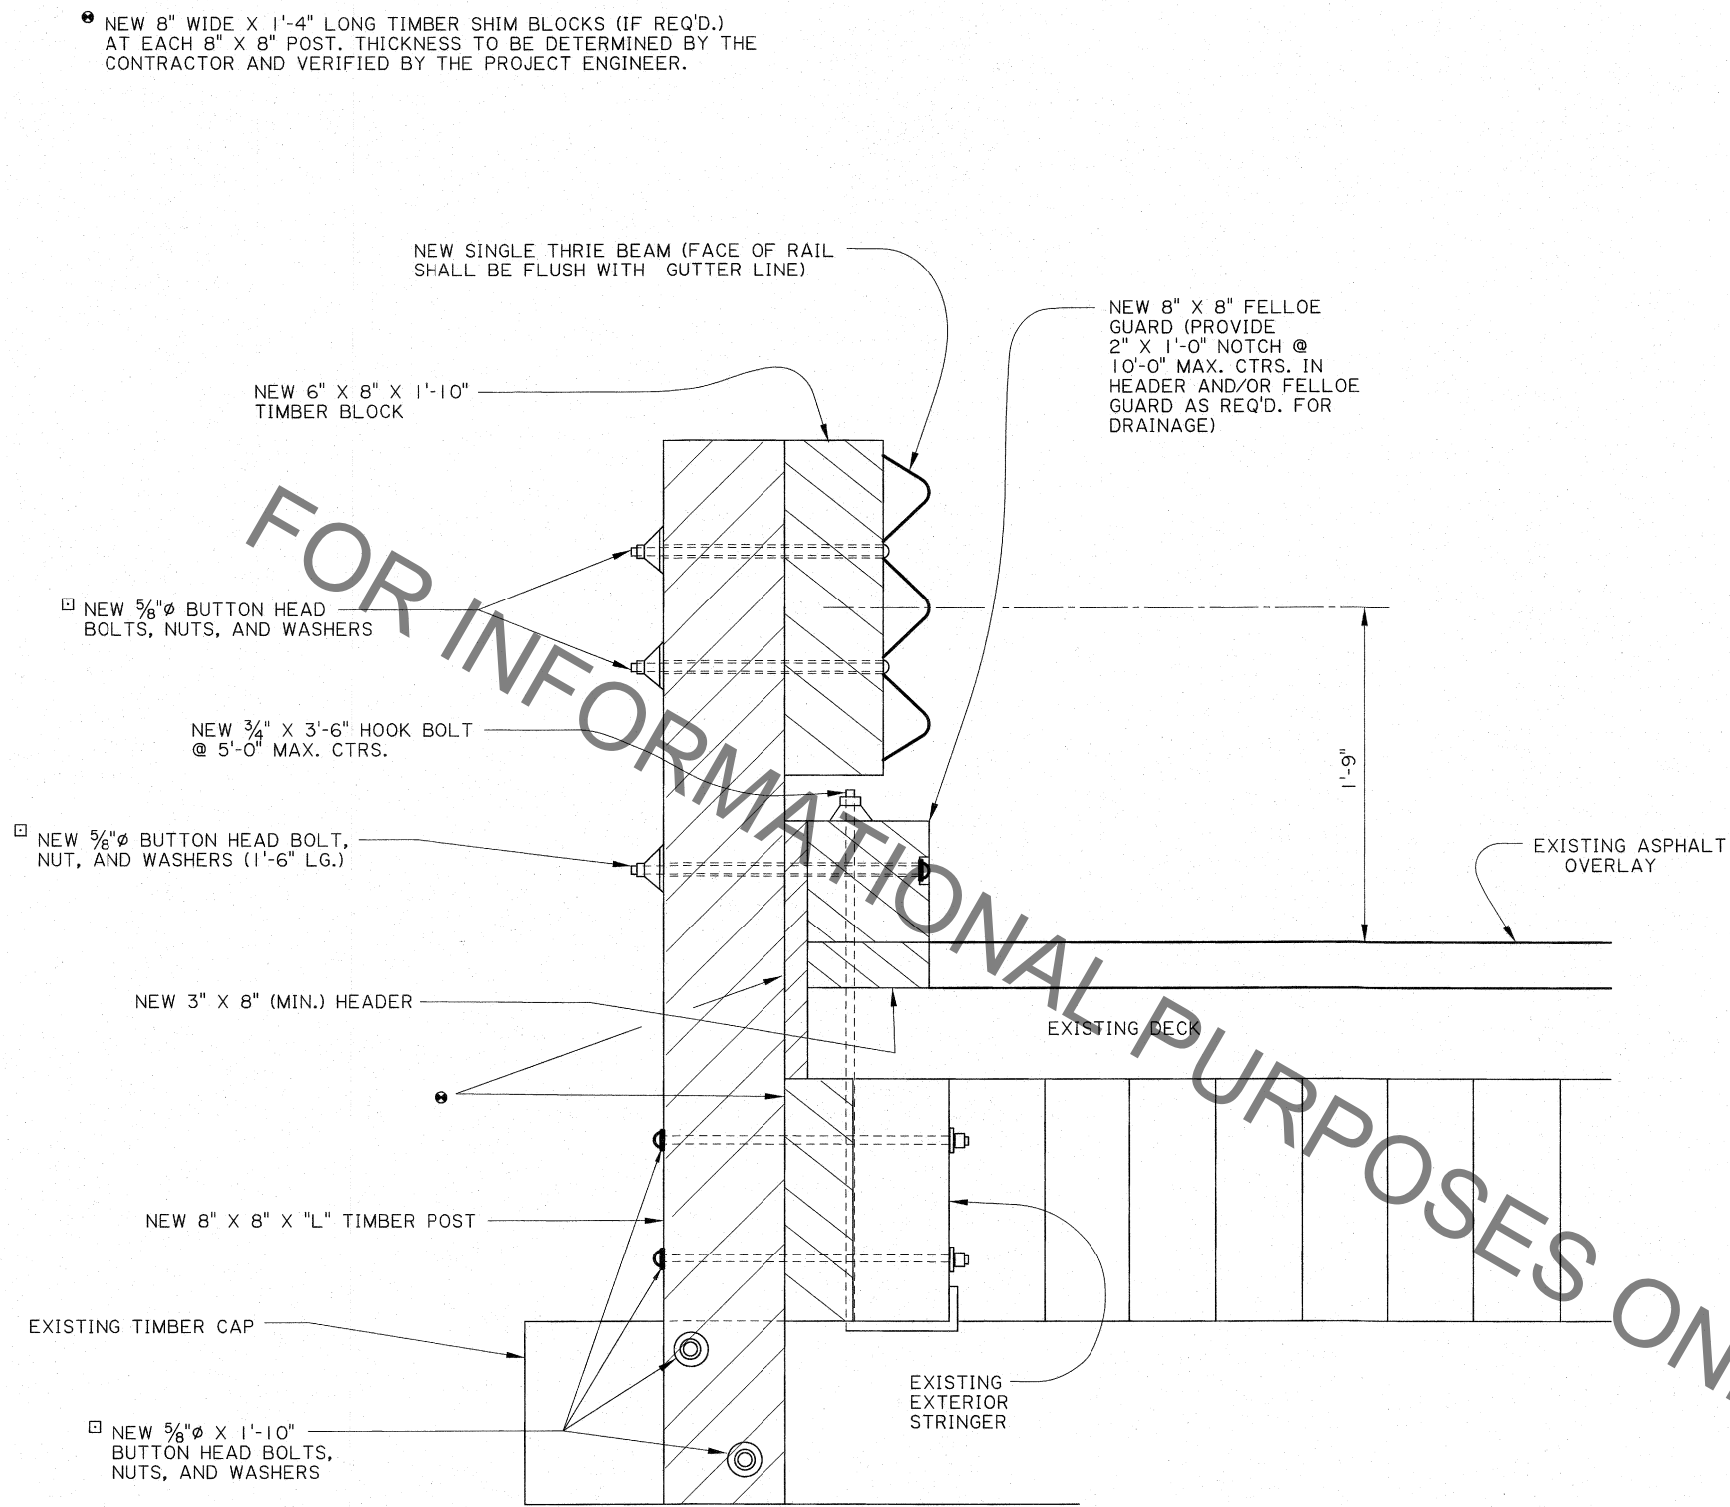 NEW 8" WIDE X 1'-4" LONG TIMBER SHIM BLOCKS (IF REQ'D.)
AT EACH 8" X 8" POST. THICKNESS TO BE DETERMINED BY THE
CONTRACTOR AND VERIFIED BY THE PROJECT ENGINEER.
NEW SINGLE THRIE BEAM (FACE OF RAIL
SHALL BE FLUSH WITH GUTTER LINE)
NEW 8" X 8" FELLOE
GUARD (PROVIDE
2" X 1'-0" NOTCH @
10'-0" MAX. CTRS. IN
HEADER AND/OR FELLOE
GUARD AS REQ'D. FOR
DRAINAGE)
NEW 6" X 8" X 1'-10"
TIMBER BLOCK
NEW 5/8"ø BUTTON HEAD
BOLTS, NUTS, AND WASHERS
NEW 3/4" X 3'-6" HOOK BOLT
@ 5'-0" MAX. CTRS.
1'-9"
NEW 5/8"ø BUTTON HEAD BOLT,
NUT, AND WASHERS (1'-6" LG.)
EXISTING ASPHALT
OVERLAY
NEW 3" X 8" (MIN.) HEADER
EXISTING DECK
NEW 8" X 8" X "L" TIMBER POST
EXISTING TIMBER CAP
EXISTING
EXTERIOR
STRINGER
NEW 5/8"ø X 1'-10"
BUTTON HEAD BOLTS,
NUTS, AND WASHERS
FOR INFORMATIONAL PURPOSES ON